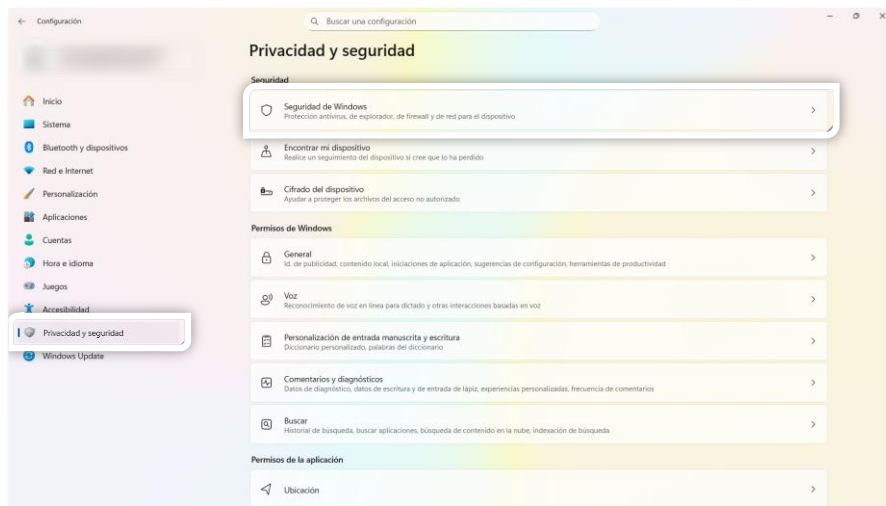 Configuración
Buscar una configuración
Privacidad y seguridad
Inicio
Sistema
Bluetooth y dispositivos
Red e Internet
Personalización
Aplicaciones
Cuentas
Hora e idioma
Juegos
Accesibilidad
Privacidad y seguridad
Windows Update
Seguridad
Seguridad de Windows
Protección antivirus, de explorador, de firewall y de red para el dispositivo
Encontrar mi dispositivo
Realice un seguimiento del dispositivo si cree que lo ha perdido
Cifrado del dispositivo
Ayudar a proteger los archivos del acceso no autorizado
Permisos de Windows
General
Id. de publicidad, contenido local, iniciaciones de aplicación, sugerencias de configuración, herramientas de productividad
Voz
Reconocimiento de voz en línea para dictado y otras interacciones basadas en voz
Personalización de entrada manuscrita y escritura
Diccionario personalizado, palabras del diccionario
Comentarios y diagnósticos
Datos de diagnóstico, datos de escritura y de entrada de lápiz, experiencias personalizadas, frecuencia de comentarios
Buscar
Historial de búsqueda, buscar aplicaciones, búsqueda de contenido en la nube, indexación de búsqueda
Permisos de la aplicación
Ubicación